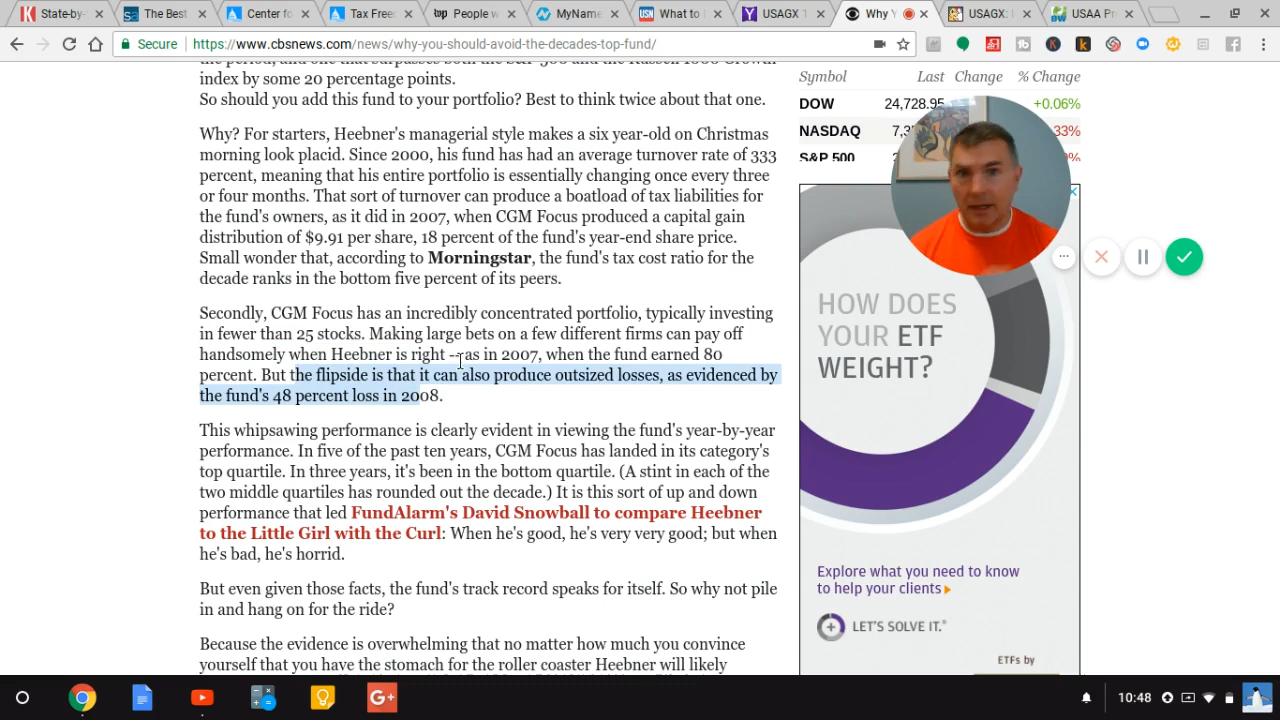 State-by-
The Best
Center fo
Tax Free
People w
MyName
What to
USAGX T
Why Y
USAGX:
USAA Pr
Secure
https://www.cbsnews.com/news/why-you-should-avoid-the-decades-top-fund/
index by some 20 percentage points.
So should you add this fund to your portfolio? Best to think twice about that one.
Why? For starters, Heebner's managerial style makes a six year-old on Christmas
morning look placid. Since 2000, his fund has had an average turnover rate of 333
percent, meaning that his entire portfolio is essentially changing once every three
or four months. That sort of turnover can produce a boatload of tax liabilities for
the fund's owners, as it did in 2007, when CGM Focus produced a capital gain
distribution of $9.91 per share, 18 percent of the fund's year-end share price.
Small wonder that, according to Morningstar, the fund's tax cost ratio for the
decade ranks in the bottom five percent of its peers.
Secondly, CGM Focus has an incredibly concentrated portfolio, typically investing
in fewer than 25 stocks. Making large bets on a few different firms can pay off
handsomely when Heebner is right -- as in 2007, when the fund earned 80
percent. But the flipside is that it can also produce outsized losses, as evidenced by
the fund's 48 percent loss in 2008.
This whipsawing performance is clearly evident in viewing the fund's year-by-year
performance. In five of the past ten years, CGM Focus has landed in its category's
top quartile. In three years, it's been in the bottom quartile. (A stint in each of the
two middle quartiles has rounded out the decade.) It is this sort of up and down
performance that led FundAlarm's David Snowball to compare Heebner
to the Little Girl with the Curl: When he's good, he's very very good; but when
he's bad, he's horrid.
But even given those facts, the fund's track record speaks for itself. So why not pile
in and hang on for the ride?
Because the evidence is overwhelming that no matter how much you convince
yourself that you have the stomach for the roller coaster Heebner will likely
Symbol Last Change % Change
DOW 24,728.95 +0.06%
NASDAQ 7,3 33%
S&P 500
HOW DOES
YOUR ETF
WEIGHT?
Explore what you need to know
to help your clients
LET'S SOLVE IT.®
ETFs by
10:48